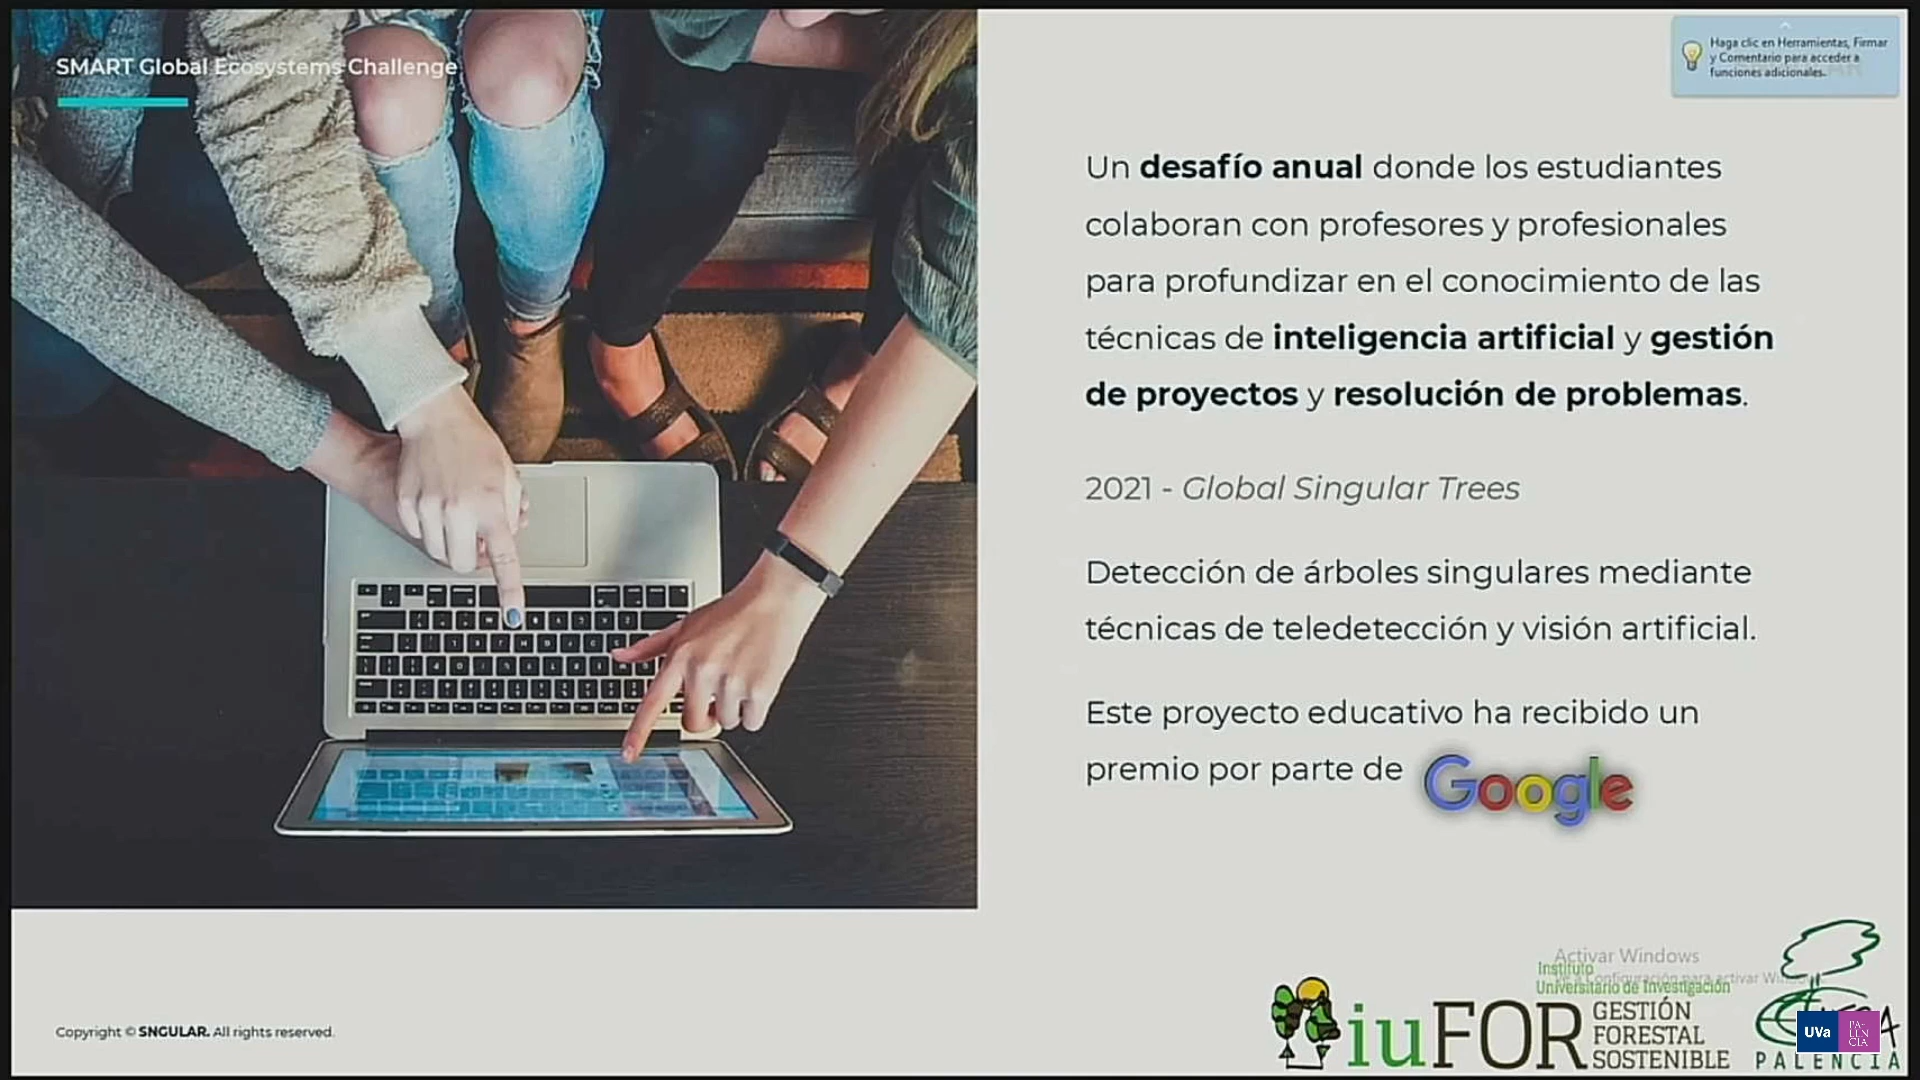 SMART Global Ecosystems Challenge
Haga clic en Herramientas, Firmar
y Comentario para acceder a
funciones adicionales.
Un desafío anual donde los estudiantes
colaboran con profesores y profesionales
para profundizar en el conocimiento de las
técnicas de inteligencia artificial y gestión
de proyectos y resolución de problemas.
2021 - Global Singular Trees
Detección de árboles singulares mediante
técnicas de teledetección y visión artificial.
Este proyecto educativo ha recibido un
premio por parte de Google
Copyright © SNGULAR. All rights reserved.
Activar Windows
Instituto
Universitario de Investigación
iuFOR
GESTIÓN
FORESTAL
SOSTENIBLE
UVa
PA
LEN
CIA
PALENCIA